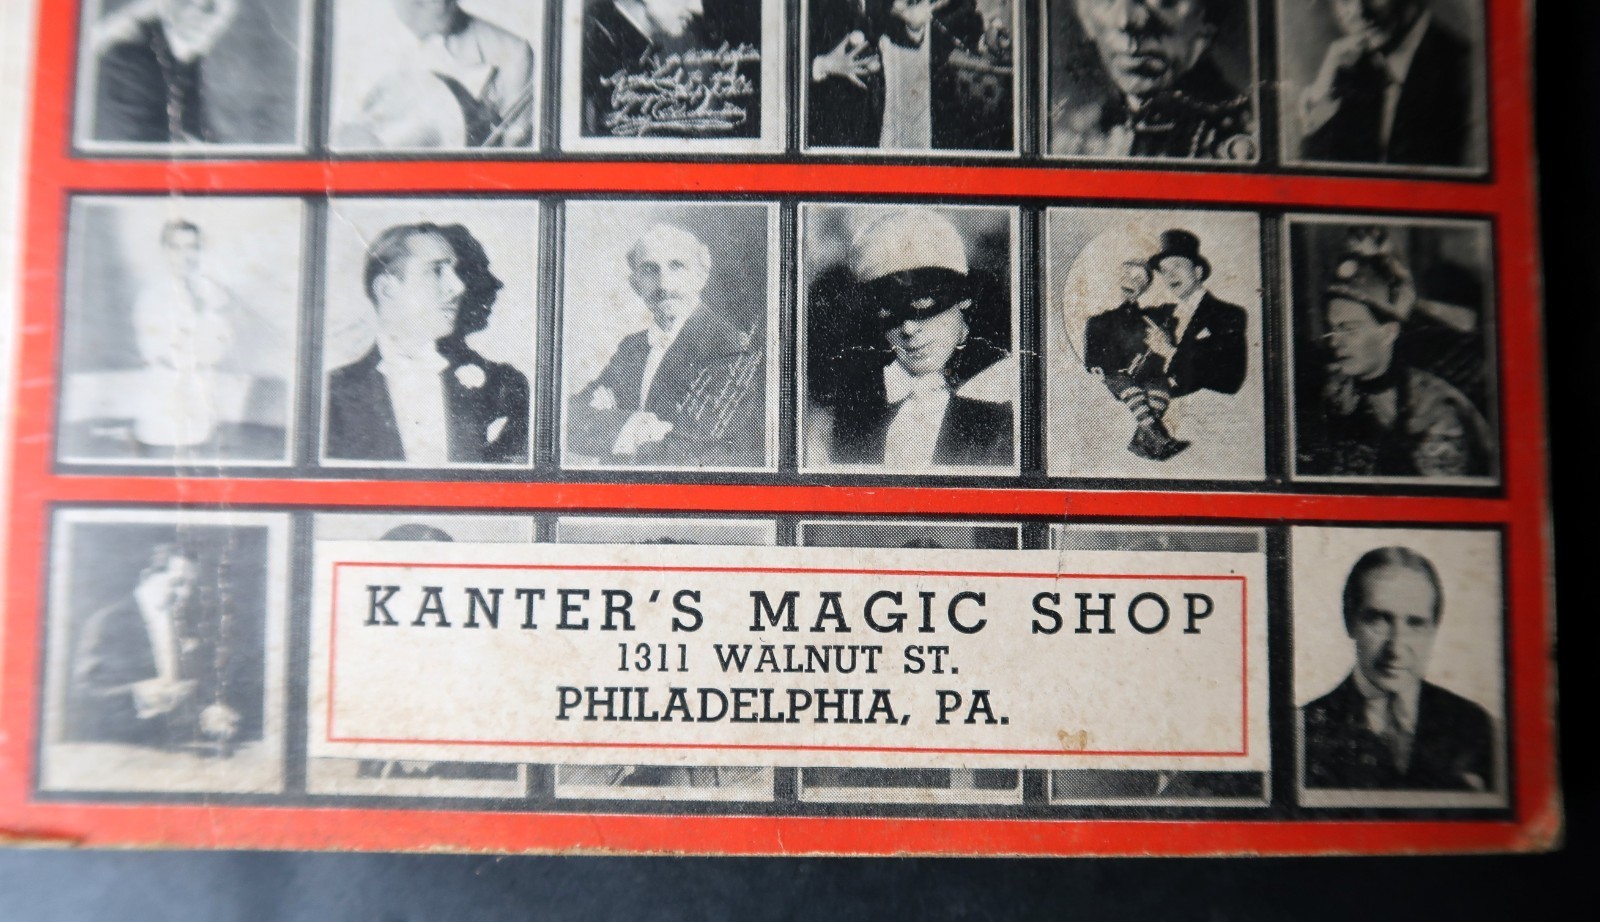 KANTER'S MAGIC SHOP
1311 WALNUT ST.
PHILADELPHIA, PA.